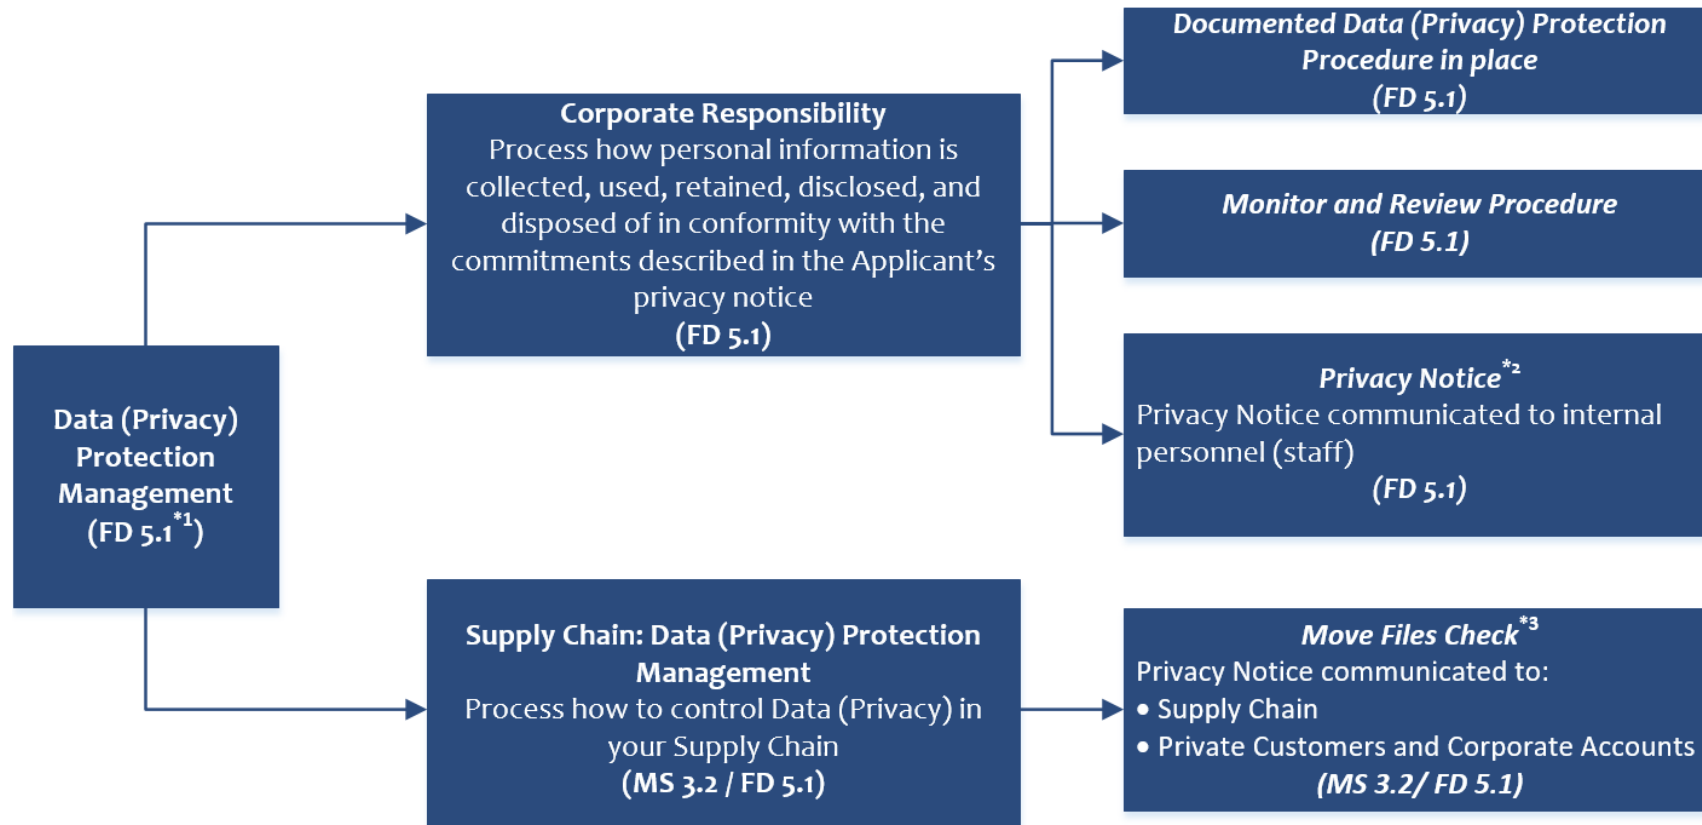 Data (Privacy)
Protection
Management
(FD 5.1*1)
Corporate Responsibility
Process how personal information is
collected, used, retained, disclosed, and
disposed of in conformity with the
commitments described in the Applicant’s
privacy notice
(FD 5.1)
Supply Chain: Data (Privacy) Protection
Management
Process how to control Data (Privacy) in
your Supply Chain
(MS 3.2 / FD 5.1)
Documented Data (Privacy) Protection
Procedure in place
(FD 5.1)
Monitor and Review Procedure
(FD 5.1)
Privacy Notice*2
Privacy Notice communicated to internal
personnel (staff)
(FD 5.1)
Move Files Check*3
Privacy Notice communicated to:
• Supply Chain
• Private Customers and Corporate Accounts
(MS 3.2/ FD 5.1)